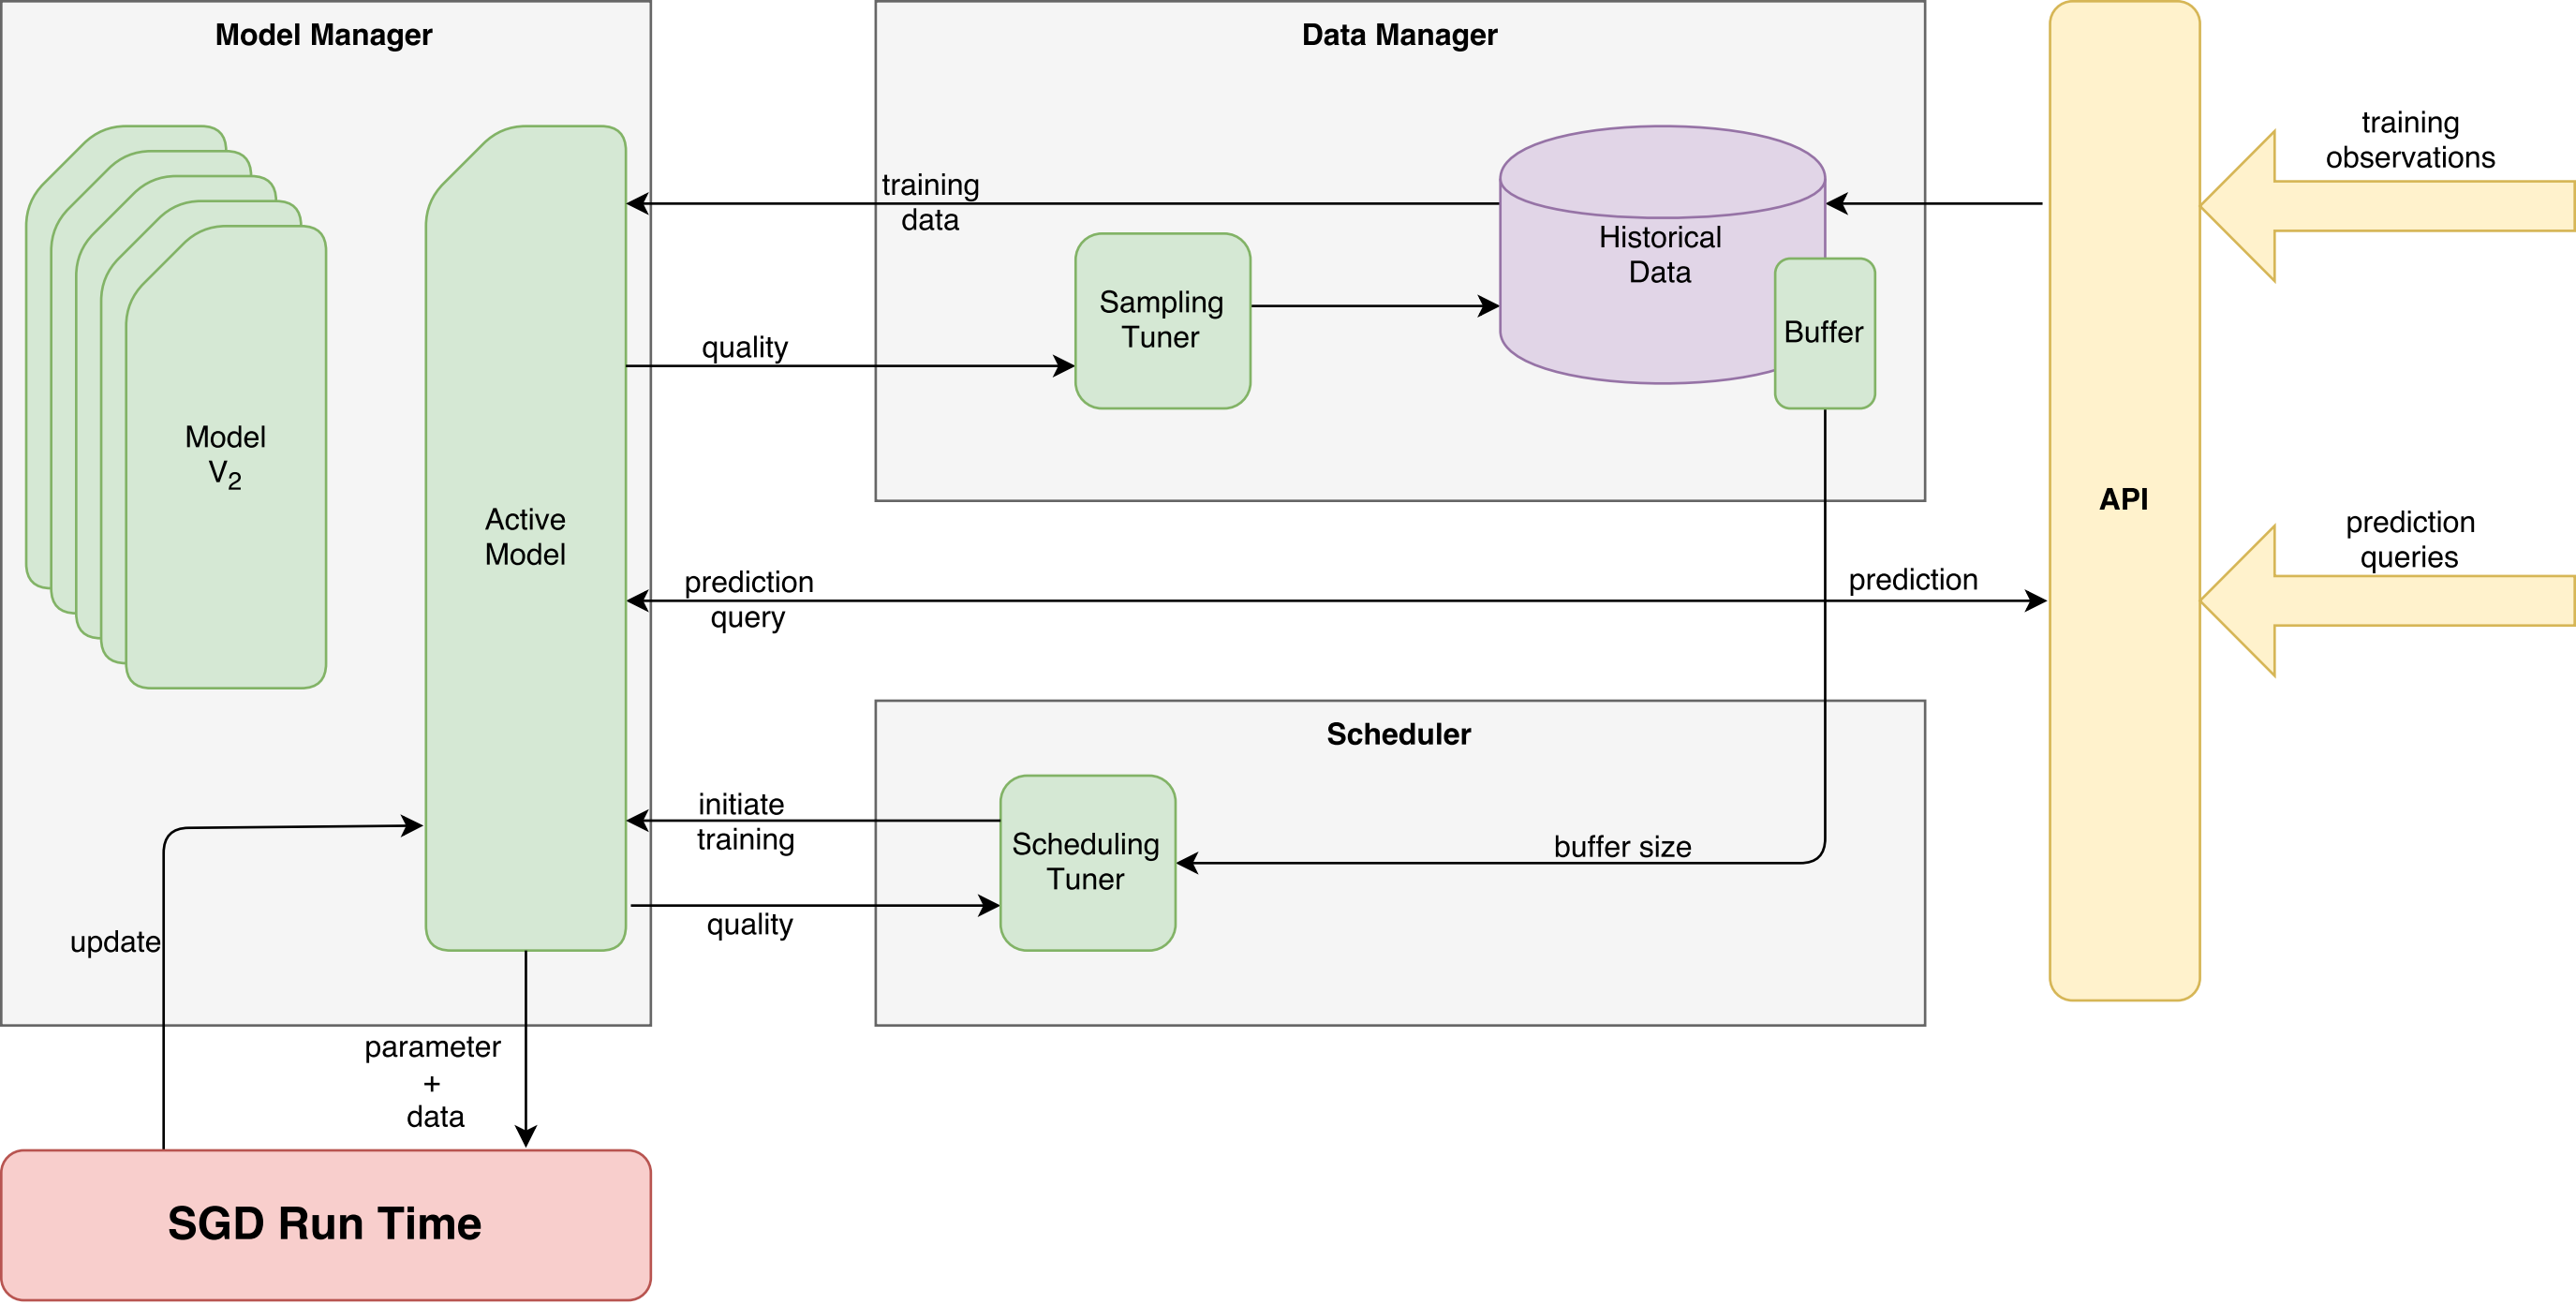 Model Manager
Data Manager
training
observations
training
data
Historical
Data
Sampling
Tuner
Buffer
quality
Model
V2
Active
Model
API
prediction
queries
prediction
query
prediction
Scheduler
initiate
training
Scheduling
Tuner
buffer size
quality
update
parameter
+
data
SGD Run Time